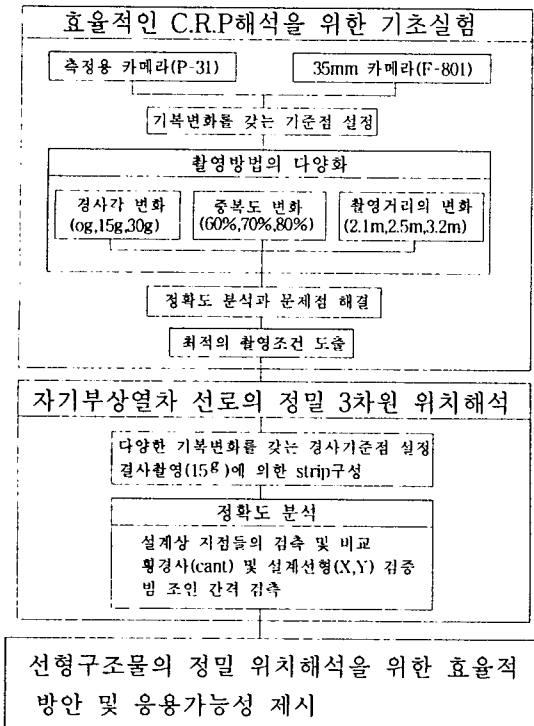 효율적인 C.R.P해석을 위한 기초실험
측정용 카메라(P-31)
35mm 카메라(F-801)
기복변화를 갖는 기준점 설정
촬영방법의 다양화
경사각 변화
(0g,15g,30g)
중복도 변화
(60%,70%,80%)
촬영거리의 변화
(2.1m,2.5m,3.2m)
정확도 분석과 문제점 해결
최적의 촬영조건 도출
자기부상열차 선로의 정밀 3차원 위치해석
다양한 기복변화를 갖는 경사기준점 설정
결사촬영(15g)에 의한 strip구성
정확도 분석
설계상 지점들의 검측 및 비교
횡경사(cant) 및 설계선형(X,Y) 검증
빔 조인 간격 검측
선형구조물의 정밀 위치해석을 위한 효율적
방안 및 응용가능성 제시